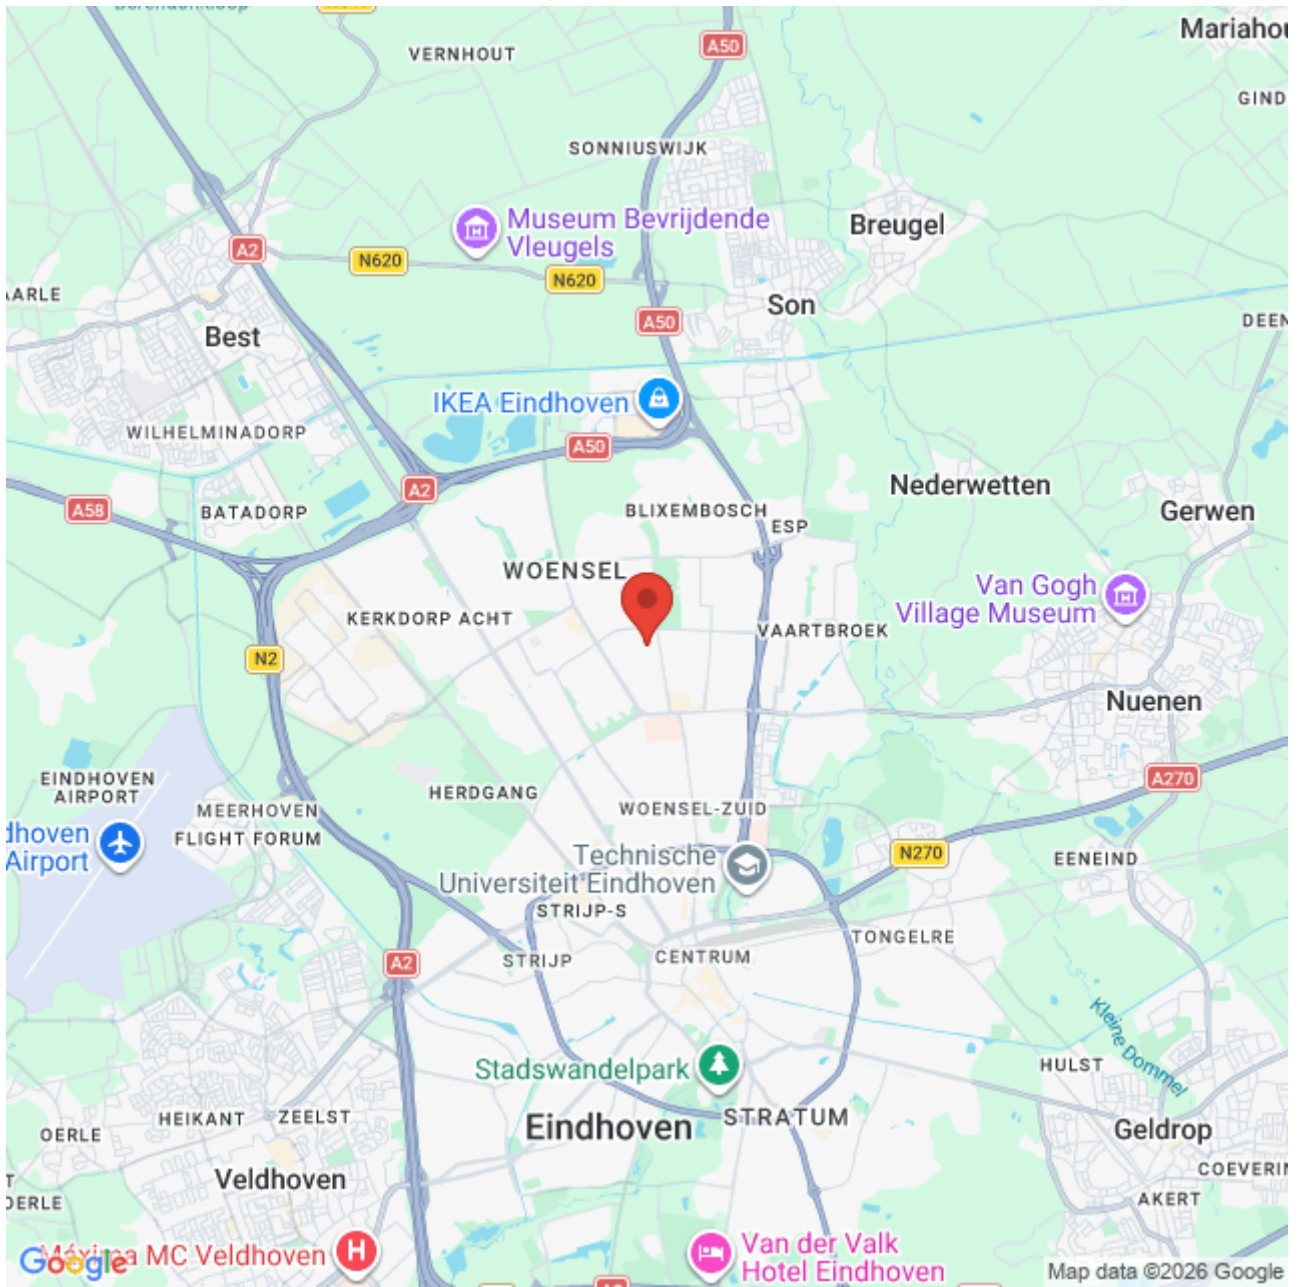 VERNHOUT
A50
Mariahou
GIND
SONNIUSWIJK
Museum Bevrijdende
Vleugels
Breugel
A2
N620
N620
AARLE
Son
A50
DEEN
Best
IKEA Eindhoven
WILHELMINADORP
A50
A2
Nederwetten
A58
BATADORP
BLIXEMBOSCH
ESP
Gerwen
WOENSEL
Van Gogh
Village Museum
KERKDORP ACHT
VAARTBROEK
N2
Nuenen
EINDHOVEN
AIRPORT
A270
HERDGANG
MEERHOVEN
WOENSEL-ZUID
FLIGHT FORUM
dhoven
Airport
Technische
Universiteit Eindhoven
N270
EENEIND
STRIJP-S
TONGELRE
STRIJP
CENTRUM
A2
Kleine Dommel
Stadswandelpark
HULST
HEIKANT
ZEELST
Eindhoven
STRATUM
OERLE
Geldrop
Veldhoven
COEVERIN
T
OERLE
AKERT
Máxima MC Veldhoven
Google
Van der Valk
Hotel Eindhoven
Map data ©2026 Google